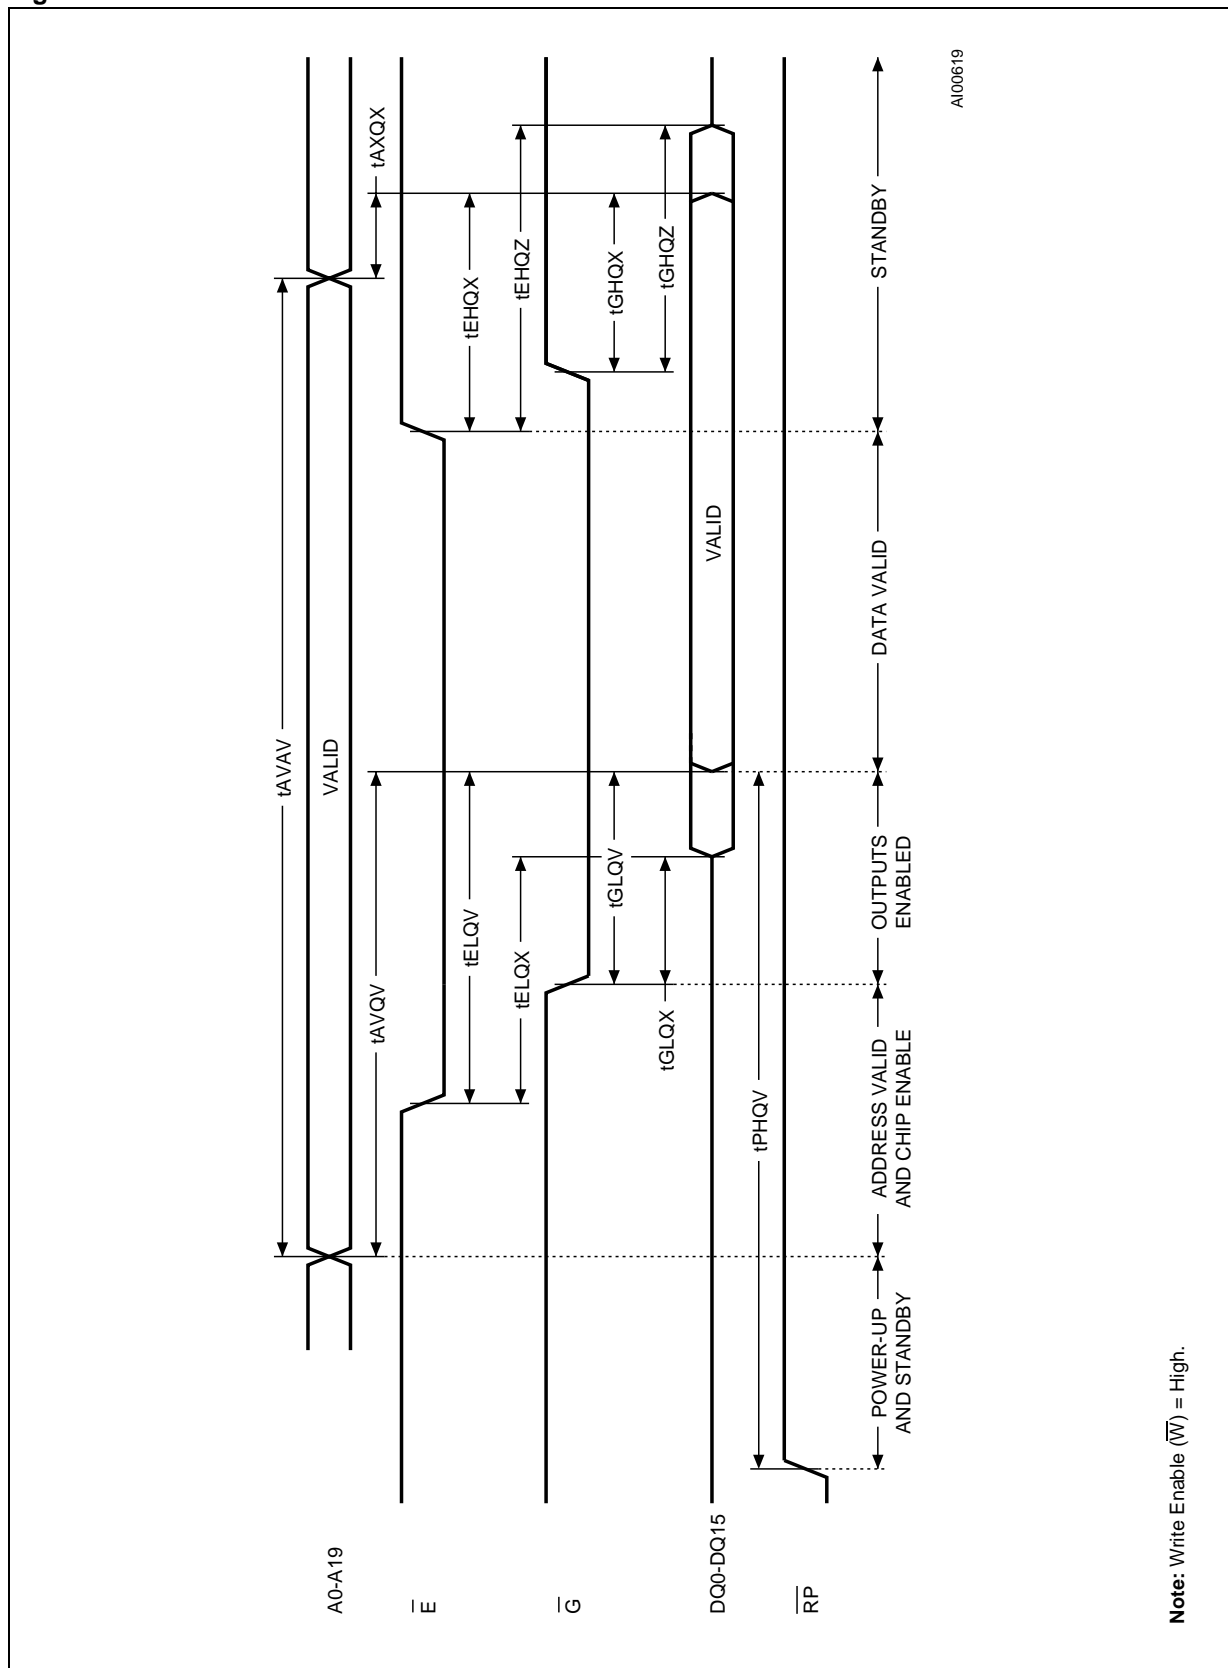 tAVAV
A0-A19
VALID
tAVQV
tAXQX
E
tELQV
tEHQX
tELQX
tEHQZ
G
tGLQV
tGHQX
tGLQX
tGHQZ
DQ0-DQ15
VALID
tPHQV
RP
POWER-UP
AND STANDBY
ADDRESS VALID
AND CHIP ENABLE
OUTPUTS
ENABLED
DATA VALID
STANDBY
AI00619
Note: Write Enable (W) = High.